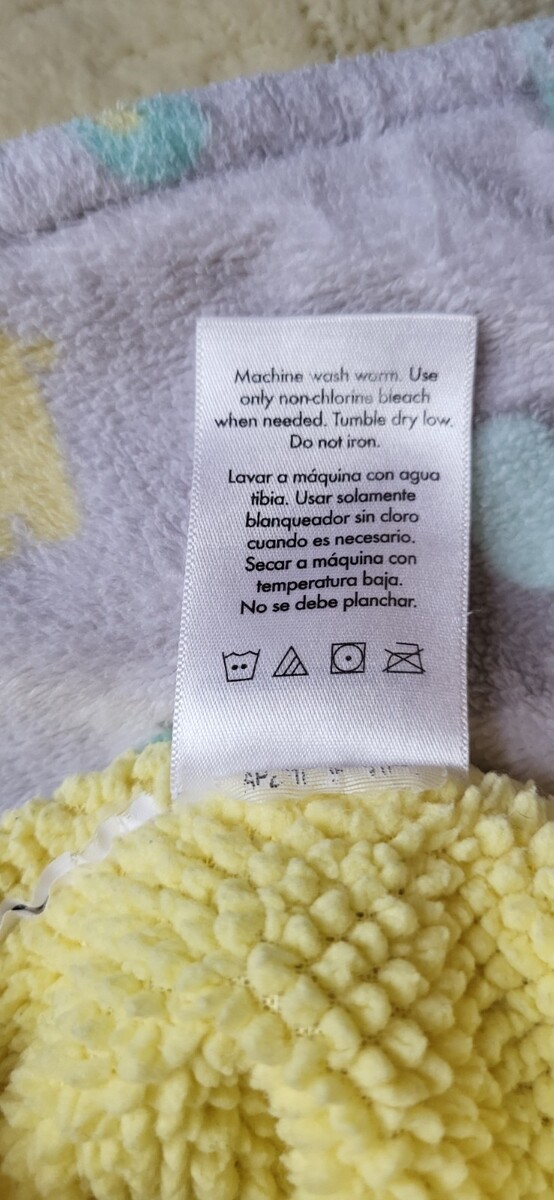 Machine wash warm. Use
only non-chlorine bleach
when needed. Tumble dry low.
Do not iron.
Lavar a máquina con agua
tibia. Usar solamente
blanqueador sin cloro
cuando es necesario.
Secar a máquina con
temperatura baja.
No se debe planchar.